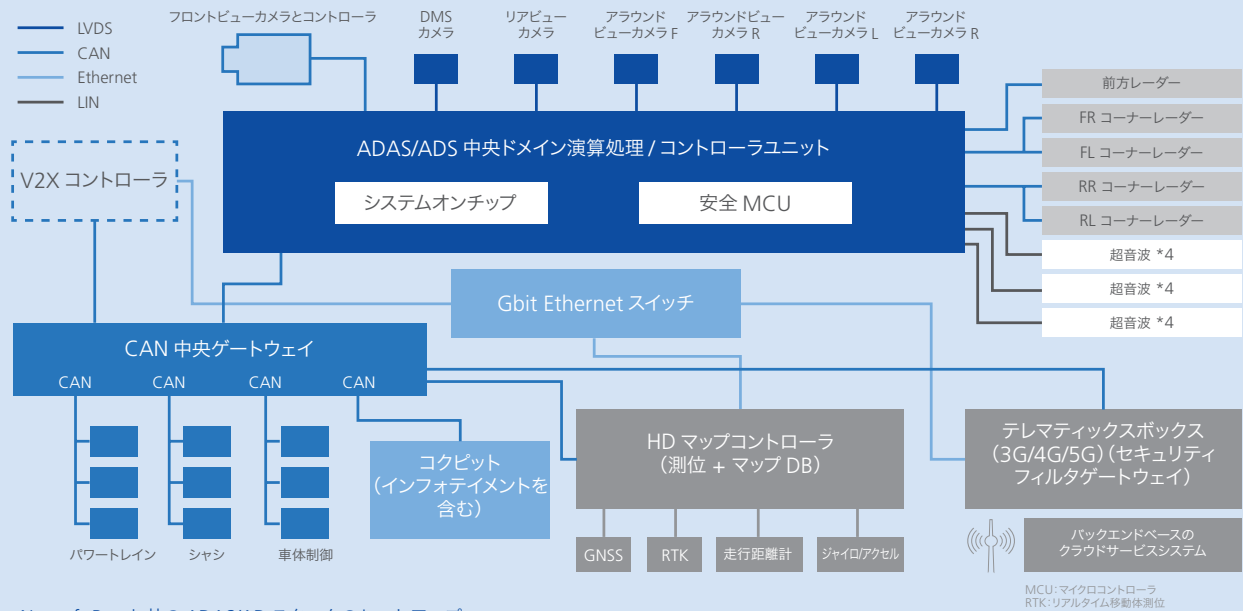 フロントビューカメラとコントローラ
DMS
カメラ
リアビュー
カメラ
アラウンド
ビューカメラ F
アラウンドビュー
カメラ R
アラウンド
ビューカメラ L
アラウンド
ビューカメラ R
LVDS
CAN
Ethernet
LIN
ADAS/ADS 中央ドメイン演算処理 / コントローラユニット
システムオンチップ
安全 MCU
前方レーダー
FR コーナーレーダー
FL コーナーレーダー
RR コーナーレーダー
RL コーナーレーダー
超音波 *4
超音波 *4
超音波 *4
V2X コントローラ
Gbit Ethernet スイッチ
CAN 中央ゲートウェイ
CAN
CAN
CAN
CAN
パワートレイン
シャシ
車体制御
コクピット
(インフォテイメントを
含む)
HD マップコントローラ
(測位 + マップ DB)
GNSS
RTK
走行距離計
ジャイロ/アクセル
テレマティックスボックス
(3G/4G/5G) (セキュリティ
フィルタゲートウェイ)
バックエンドベースの
クラウドサービスシステム
MCU:マイクロコントローラ
RTK:リアルタイム移動体測位